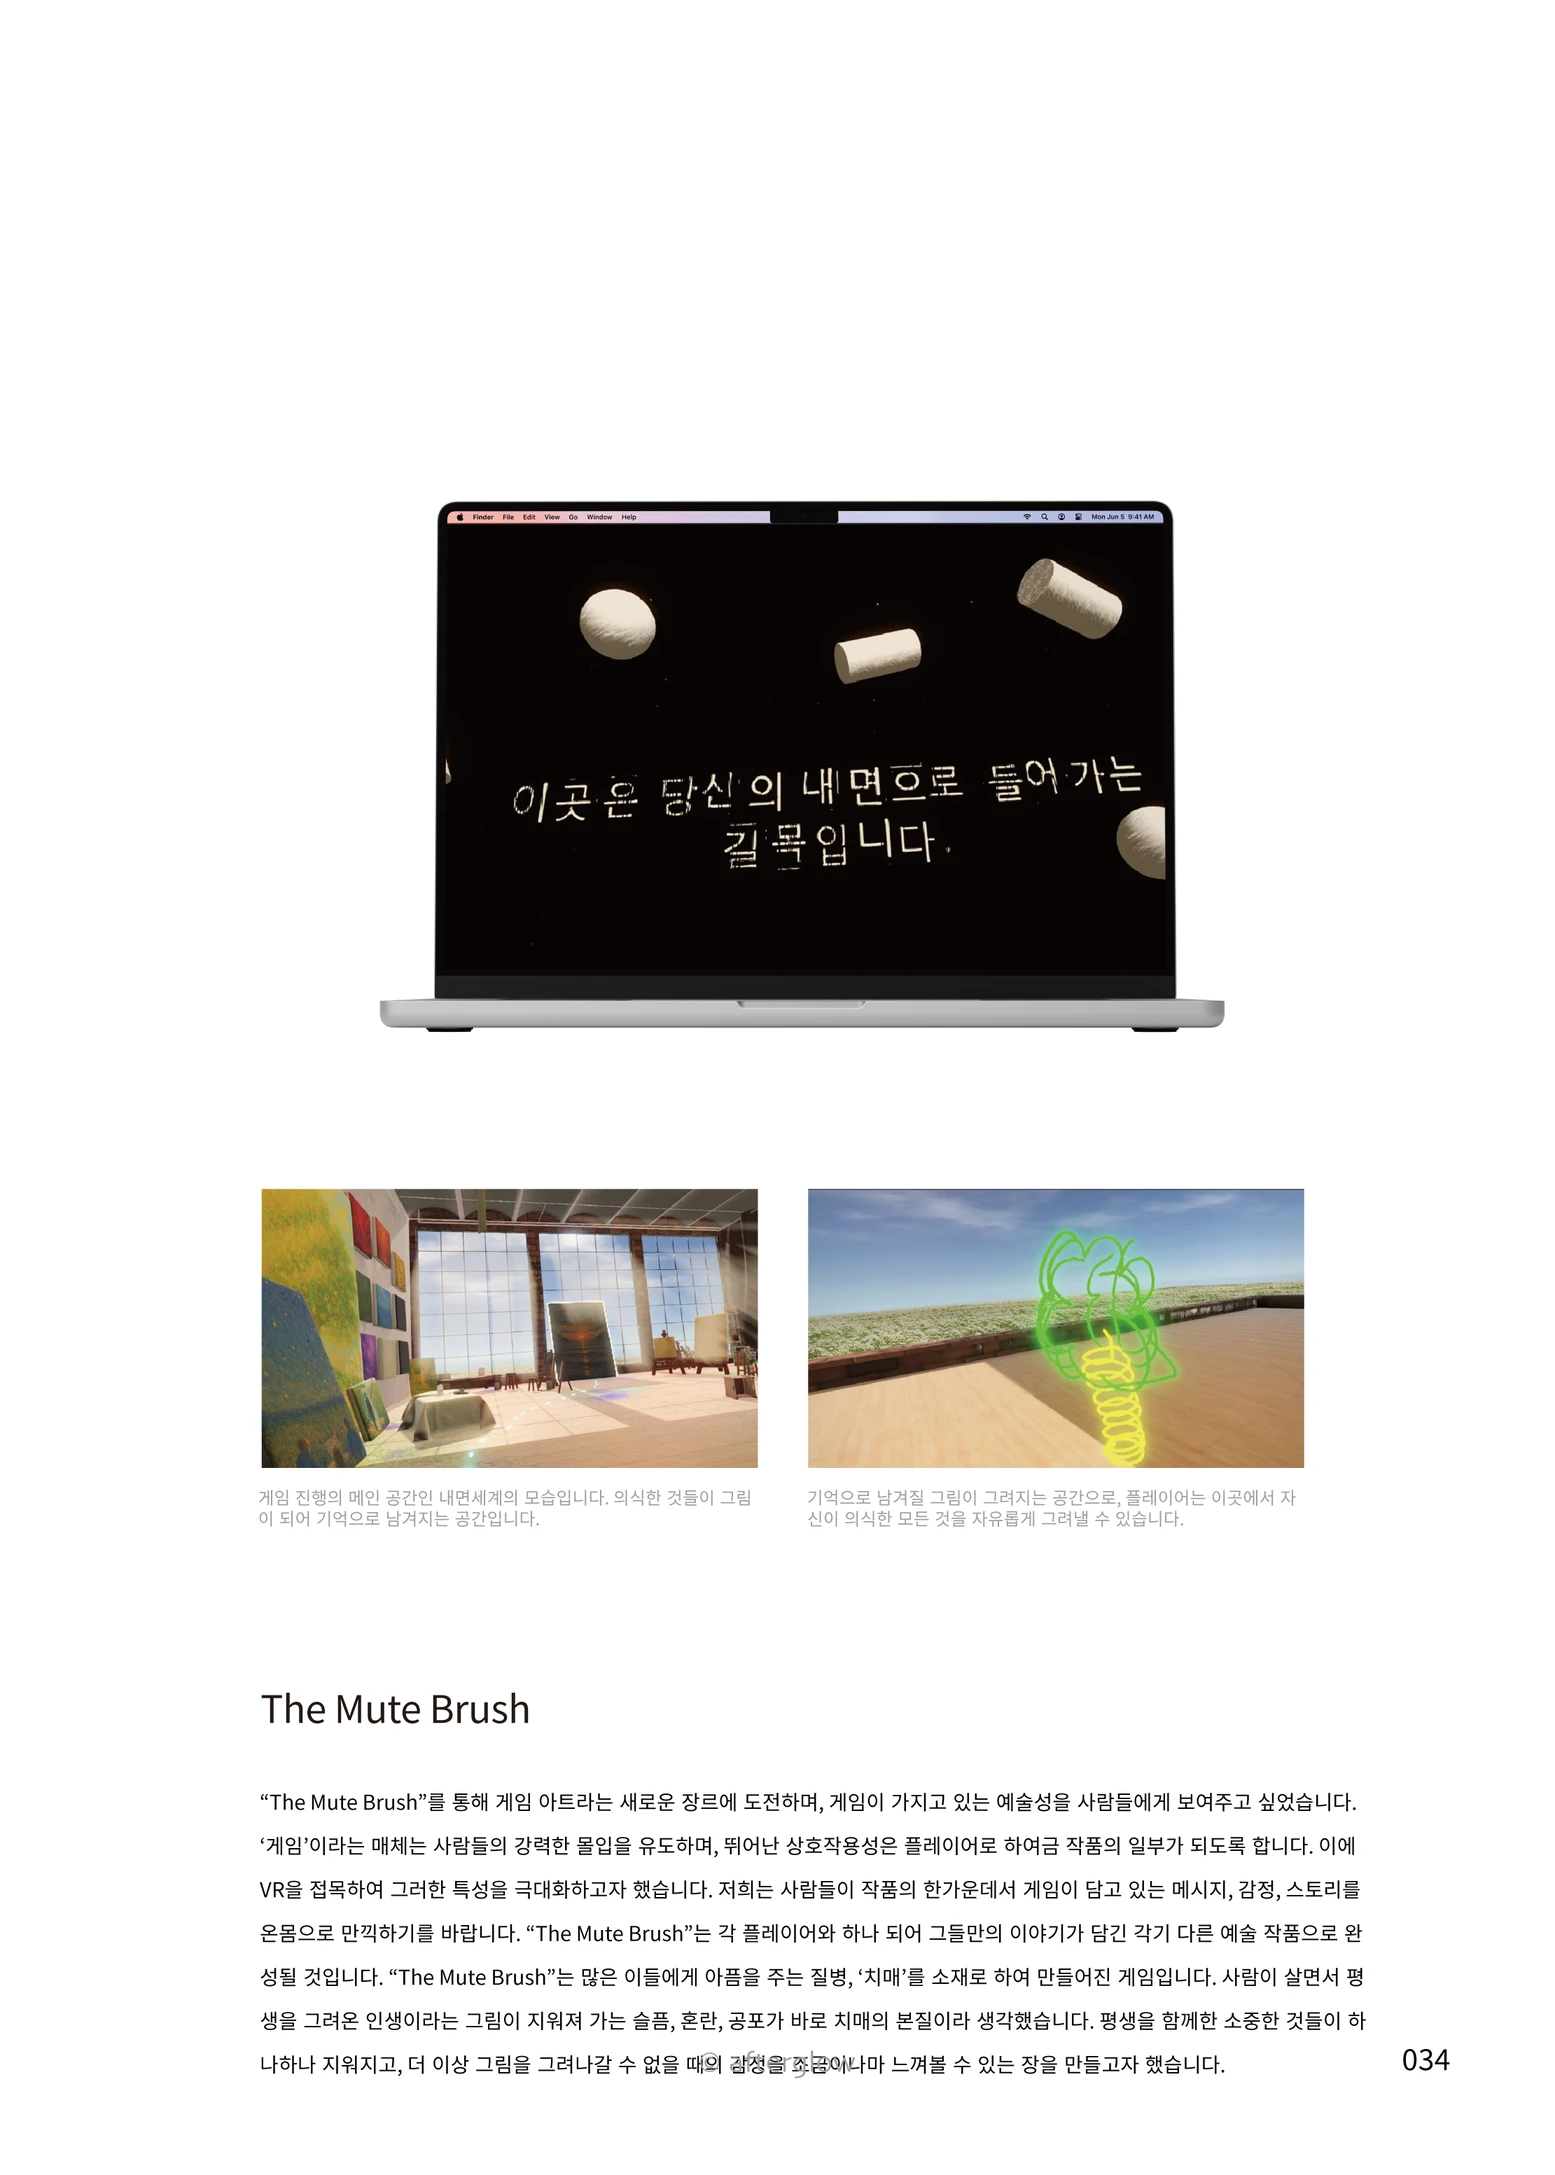 Finder File Edit View Go Window Help
Mon Jun 5 9:41 AM
이곳은 당신의 내면으로 들어가는
길목입니다.
게임 진행의 메인 공간인 내면세계의 모습입니다. 의식한 것들이 그림
이 되어 기억으로 남겨지는 공간입니다.
기억으로 남겨질 그림이 그려지는 공간으로, 플레이어는 이곳에서 자
신이 의식한 모든 것을 자유롭게 그려낼 수 있습니다.
The Mute Brush
“The Mute Brush”를 통해 게임 아트라는 새로운 장르에 도전하며, 게임이 가지고 있는 예술성을 사람들에게 보여주고 싶었습니다.
‘게임’이라는 매체는 사람들의 강력한 몰입을 유도하며, 뛰어난 상호작용성은 플레이어로 하여금 작품의 일부가 되도록 합니다. 이에
VR을 접목하여 그러한 특성을 극대화하고자 했습니다. 저희는 사람들이 작품의 한가운데서 게임이 담고 있는 메시지, 감정, 스토리를
온몸으로 만끽하기를 바랍니다. “The Mute Brush”는 각 플레이어와 하나 되어 그들만의 이야기가 담긴 각기 다른 예술 작품으로 완
성될 것입니다. “The Mute Brush”는 많은 이들에게 아픔을 주는 질병, ‘치매’를 소재로 하여 만들어진 게임입니다. 사람이 살면서 평
생을 그려온 인생이라는 그림이 지워져 가는 슬픔, 혼란, 공포가 바로 치매의 본질이라 생각했습니다. 평생을 함께한 소중한 것들이 하
나하나 지워지고, 더 이상 그림을 그려나갈 수 없을 때의 감정을 조금이나마 느껴볼 수 있는 장을 만들고자 했습니다.
© afterglow
034